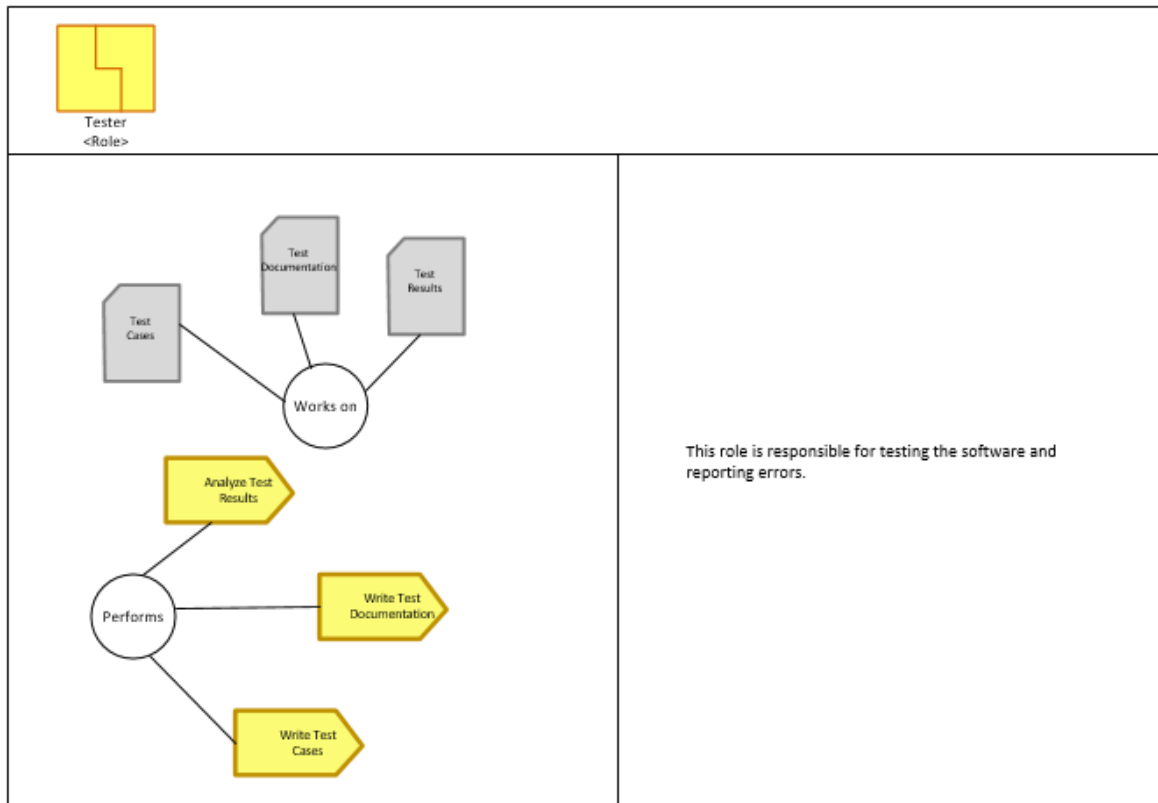 Tester
<Role>
Test
Documentation
Test
Results
Test
Cases
Works on
Analyze Test
Results
Write Test
Documentation
Performs
Write Test
Cases
This role is responsible for testing the software and
reporting errors.